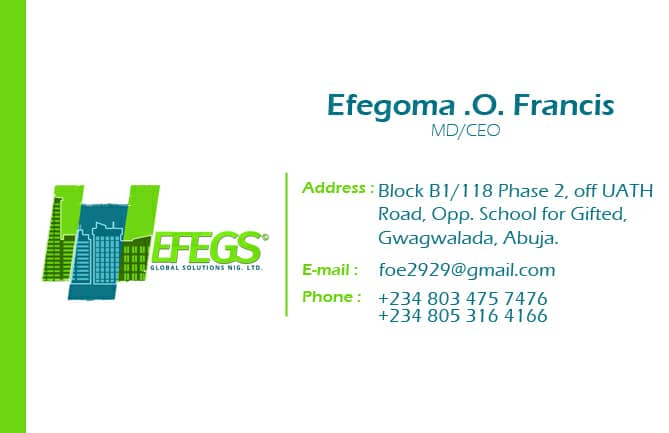 Efegoma .O. Francis
MD/CEO
Address : Block B1/118 Phase 2, off UATH
Road, Opp. School for Gifted,
Gwagwalada, Abuja.
E-mail : foe2929@gmail.com
Phone : +234 803 475 7476
+234 805 316 4166
HEFEGS©
GLOBAL SOLUTIONS NIG. LTD.